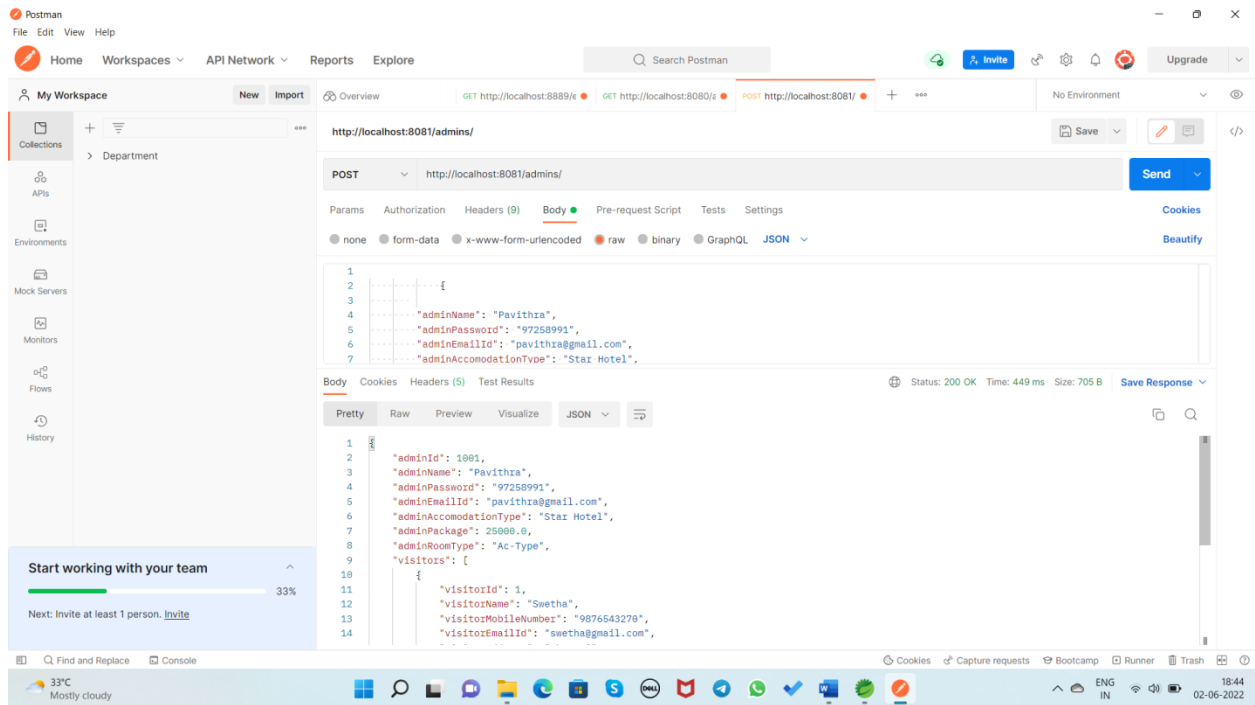 Postman
File Edit View Help
Home Workspaces API Network Reports Explore Search Postman Invite Upgrade
My Workspace New Import Overview GET http://localhost:8889/e GET http://localhost:8080/a POST http://localhost:8081/ + ooo No Environment
Collections
APIs
Environments
Mock Servers
Monitors
Flows
History
+ ooo
> Department
http://localhost:8081/admins/ Save </>
POST http://localhost:8081/admins/ Send
Params Authorization Headers (9) Body Pre-request Script Tests Settings Cookies
none form-data x-www-form-urlencoded raw binary GraphQL JSON Beautify
1
2 {
3
4 "adminName": "Pavithra",
5 "adminPassword": "97258991",
6 "adminEmailId": "pavithra@gmail.com",
7 "adminAccomodationType": "Star Hotel",
Body Cookies Headers (5) Test Results Status: 200 OK Time: 449 ms Size: 705 B Save Response
Pretty Raw Preview Visualize JSON
1 {
2 "adminId": 1001,
3 "adminName": "Pavithra",
4 "adminPassword": "97258991",
5 "adminEmailId": "pavithra@gmail.com",
6 "adminAccomodationType": "Star Hotel",
7 "adminPackage": 25000.0,
8 "adminRoomType": "Ac-Type",
9 "visitors": [
10 {
11 "visitorId": 1,
12 "visitorName": "Swetha",
13 "visitorMobileNumber": "9876543270",
14 "visitorEmailId": "swetha@gmail.com",
Start working with your team
33%
Next: Invite at least 1 person. Invite
Find and Replace Console Cookies Capture requests Bootcamp Runner Trash
33°C
Mostly cloudy
DELL
ENG
IN
18:44
02-06-2022